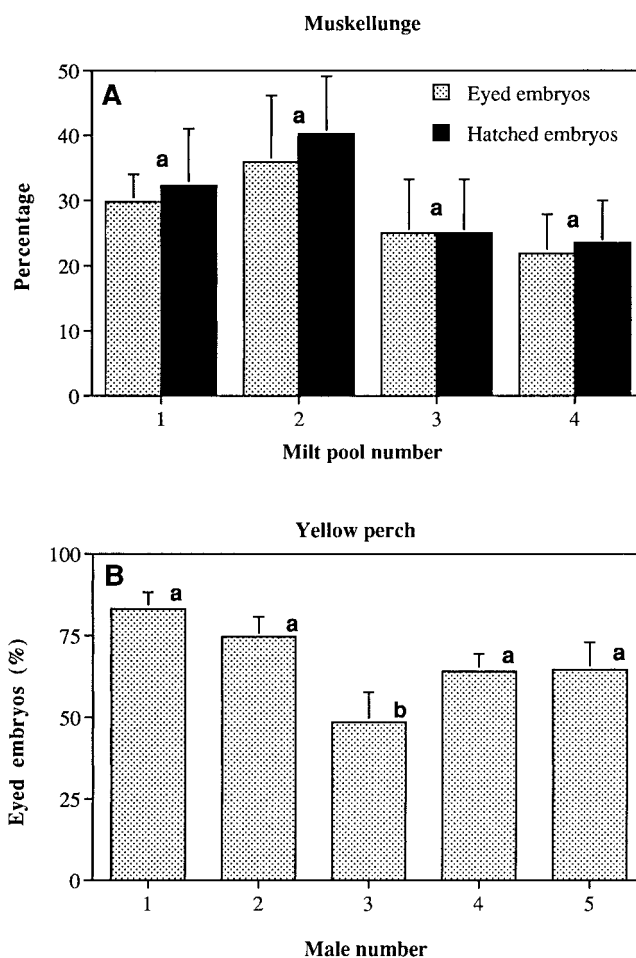 Muskellunge
A
Eyed embryos
Hatched embryos
Percentage
50
40
30
20
10
0
a
a
a
a
1 2 3 4
Milt pool number
Yellow perch
B
Eyed embryos (%)
100
75
50
25
0
a
a
b
a
a
1 2 3 4 5
Male number